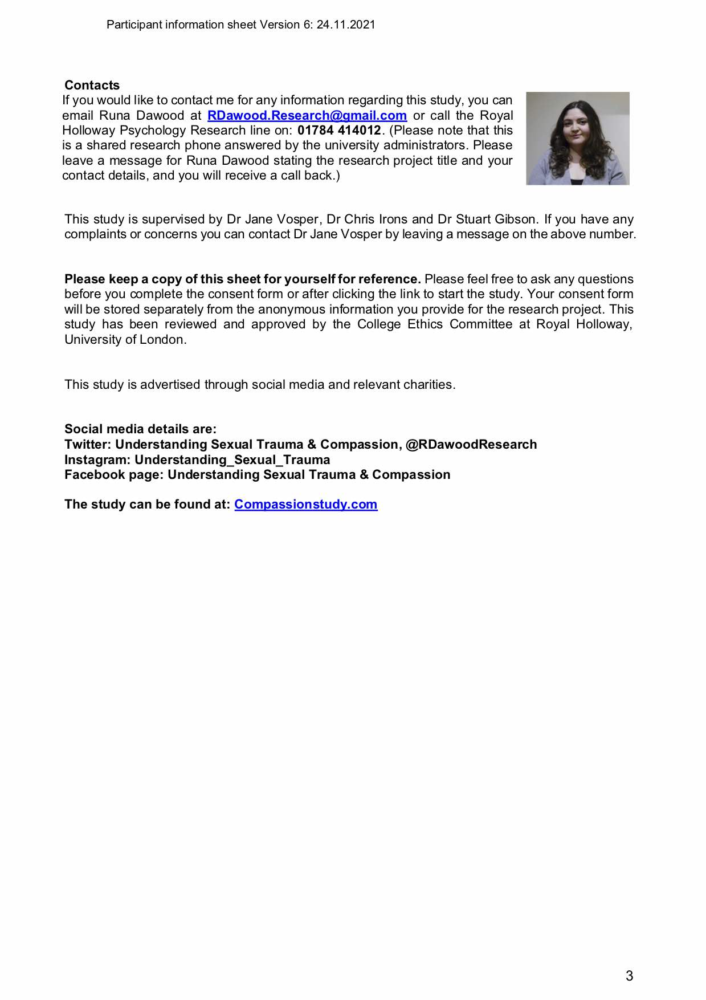 Participant information sheet Version 6: 24.11.2021
Contacts
If you would like to contact me for any information regarding this study, you can
email Runa Dawood at RDawood.Research@gmail.com or call the Royal
Holloway Psychology Research line on: 01784 414012. (Please note that this
is a shared research phone answered by the university administrators. Please
leave a message for Runa Dawood stating the research project title and your
contact details, and you will receive a call back.)
This study is supervised by Dr Jane Vosper, Dr Chris Irons and Dr Stuart Gibson. If you have any
complaints or concerns you can contact Dr Jane Vosper by leaving a message on the above number.
Please keep a copy of this sheet for yourself for reference. Please feel free to ask any questions
before you complete the consent form or after clicking the link to start the study. Your consent form
will be stored separately from the anonymous information you provide for the research project. This
study has been reviewed and approved by the College Ethics Committee at Royal Holloway,
University of London.
This study is advertised through social media and relevant charities.
Social media details are:
Twitter: Understanding Sexual Trauma & Compassion, @RDawoodResearch
Instagram: Understanding_Sexual_Trauma
Facebook page: Understanding Sexual Trauma & Compassion
The study can be found at: Compassionstudy.com
3